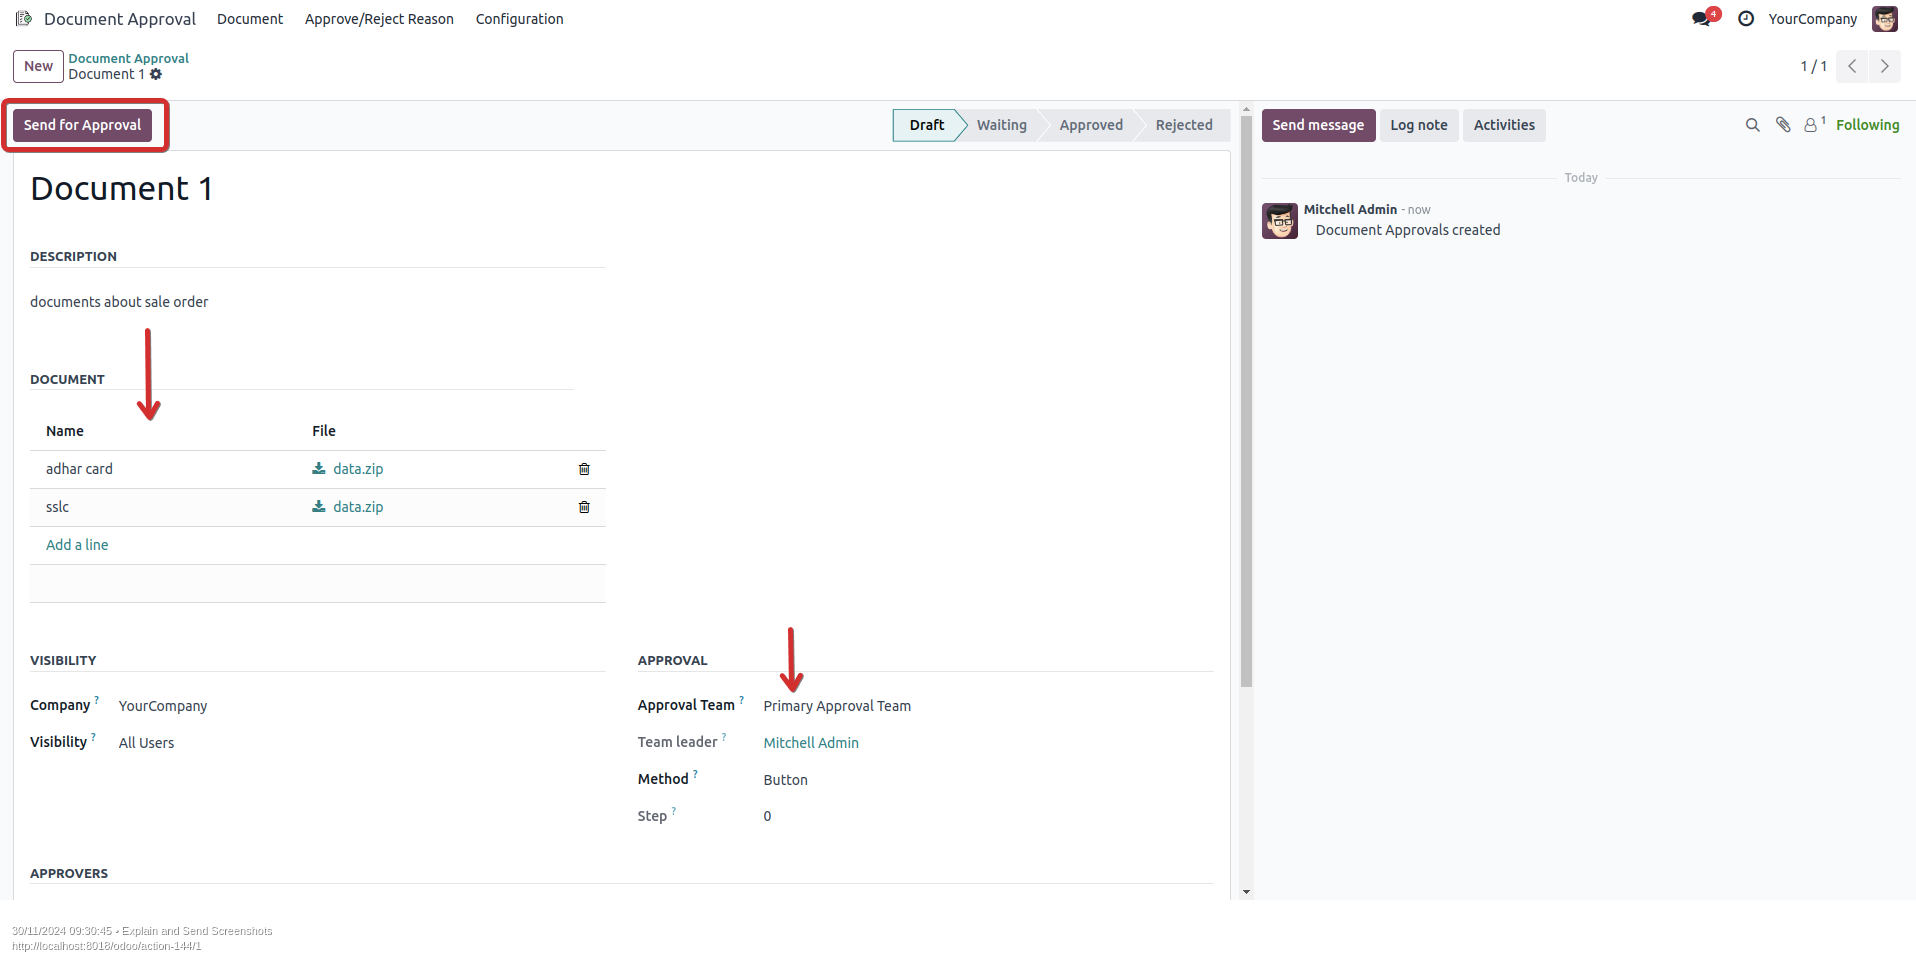 Document Approval Document Approve/Reject Reason Configuration 4 YourCompany
New Document Approval
Document 1 1 / 1
Send for Approval Draft Waiting Approved Rejected Send message Log note Activities 1 Following
Document 1
Today
Mitchell Admin - now
Document Approvals created
DESCRIPTION
documents about sale order
DOCUMENT
Name File
adhar card data.zip
sslc data.zip
Add a line
VISIBILITY APPROVAL
Company ? YourCompany Approval Team ? Primary Approval Team
Visibility ? All Users Team leader ? Mitchell Admin
Method ? Button
Step ? 0
APPROVERS
30/11/2024 09:30:45 • Explain and Send Screenshots
http://localhost:8018/odoo/action-144/1